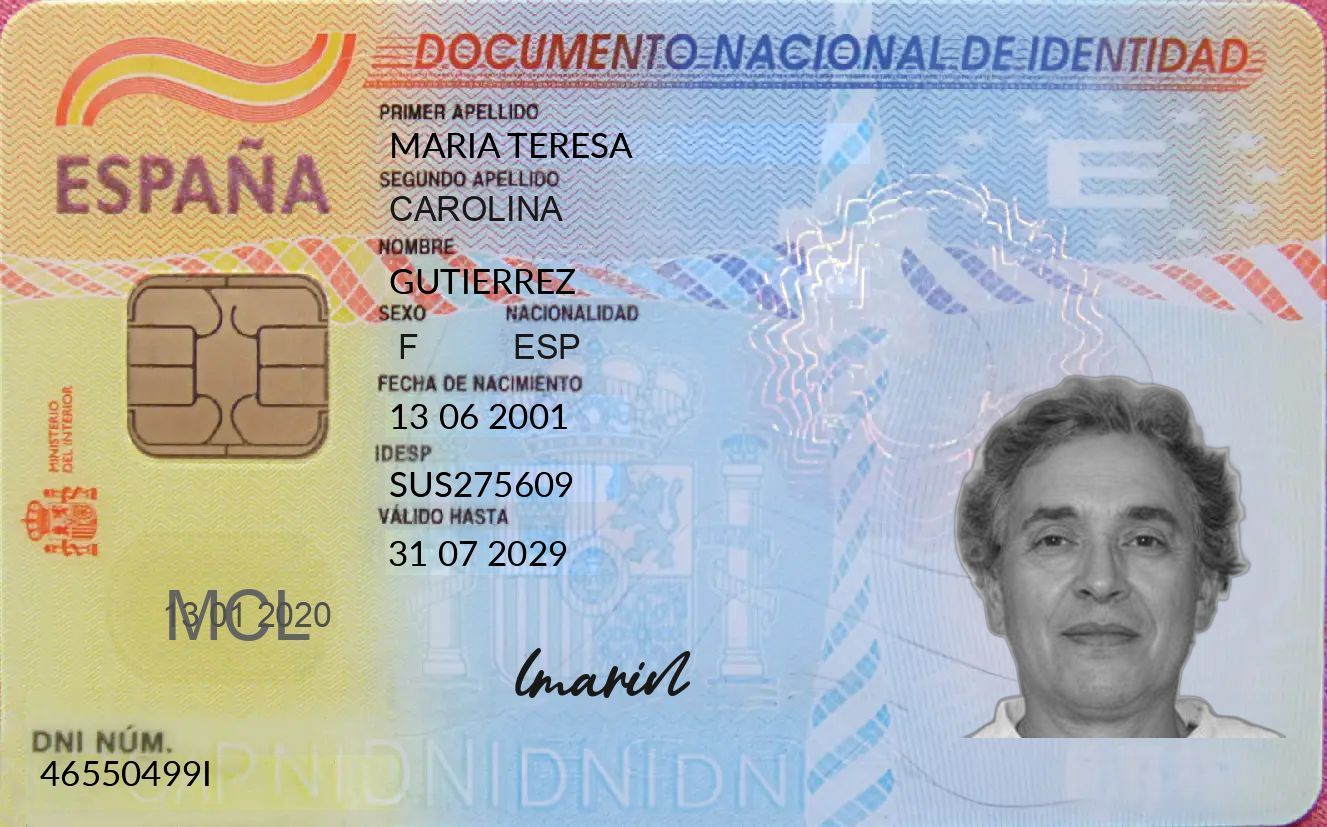 DOCUMENTO NACIONAL DE IDENTIDAD
ESPAÑA
PRIMER APELLIDO
MARIA TERESA
SEGUNDO APELLIDO
CAROLINA
NOMBRE
GUTIERREZ
SEXO NACIONALIDAD
F ESP
FECHA DE NACIMIENTO
13 06 2001
IDESP
SUS275609
VÁLIDO HASTA
31 07 2029
MINISTERIO
DEL INTERIOR
E
13 01 2020
MCL
DNI NÚM.
46550499I
DNIDNIDNIDN